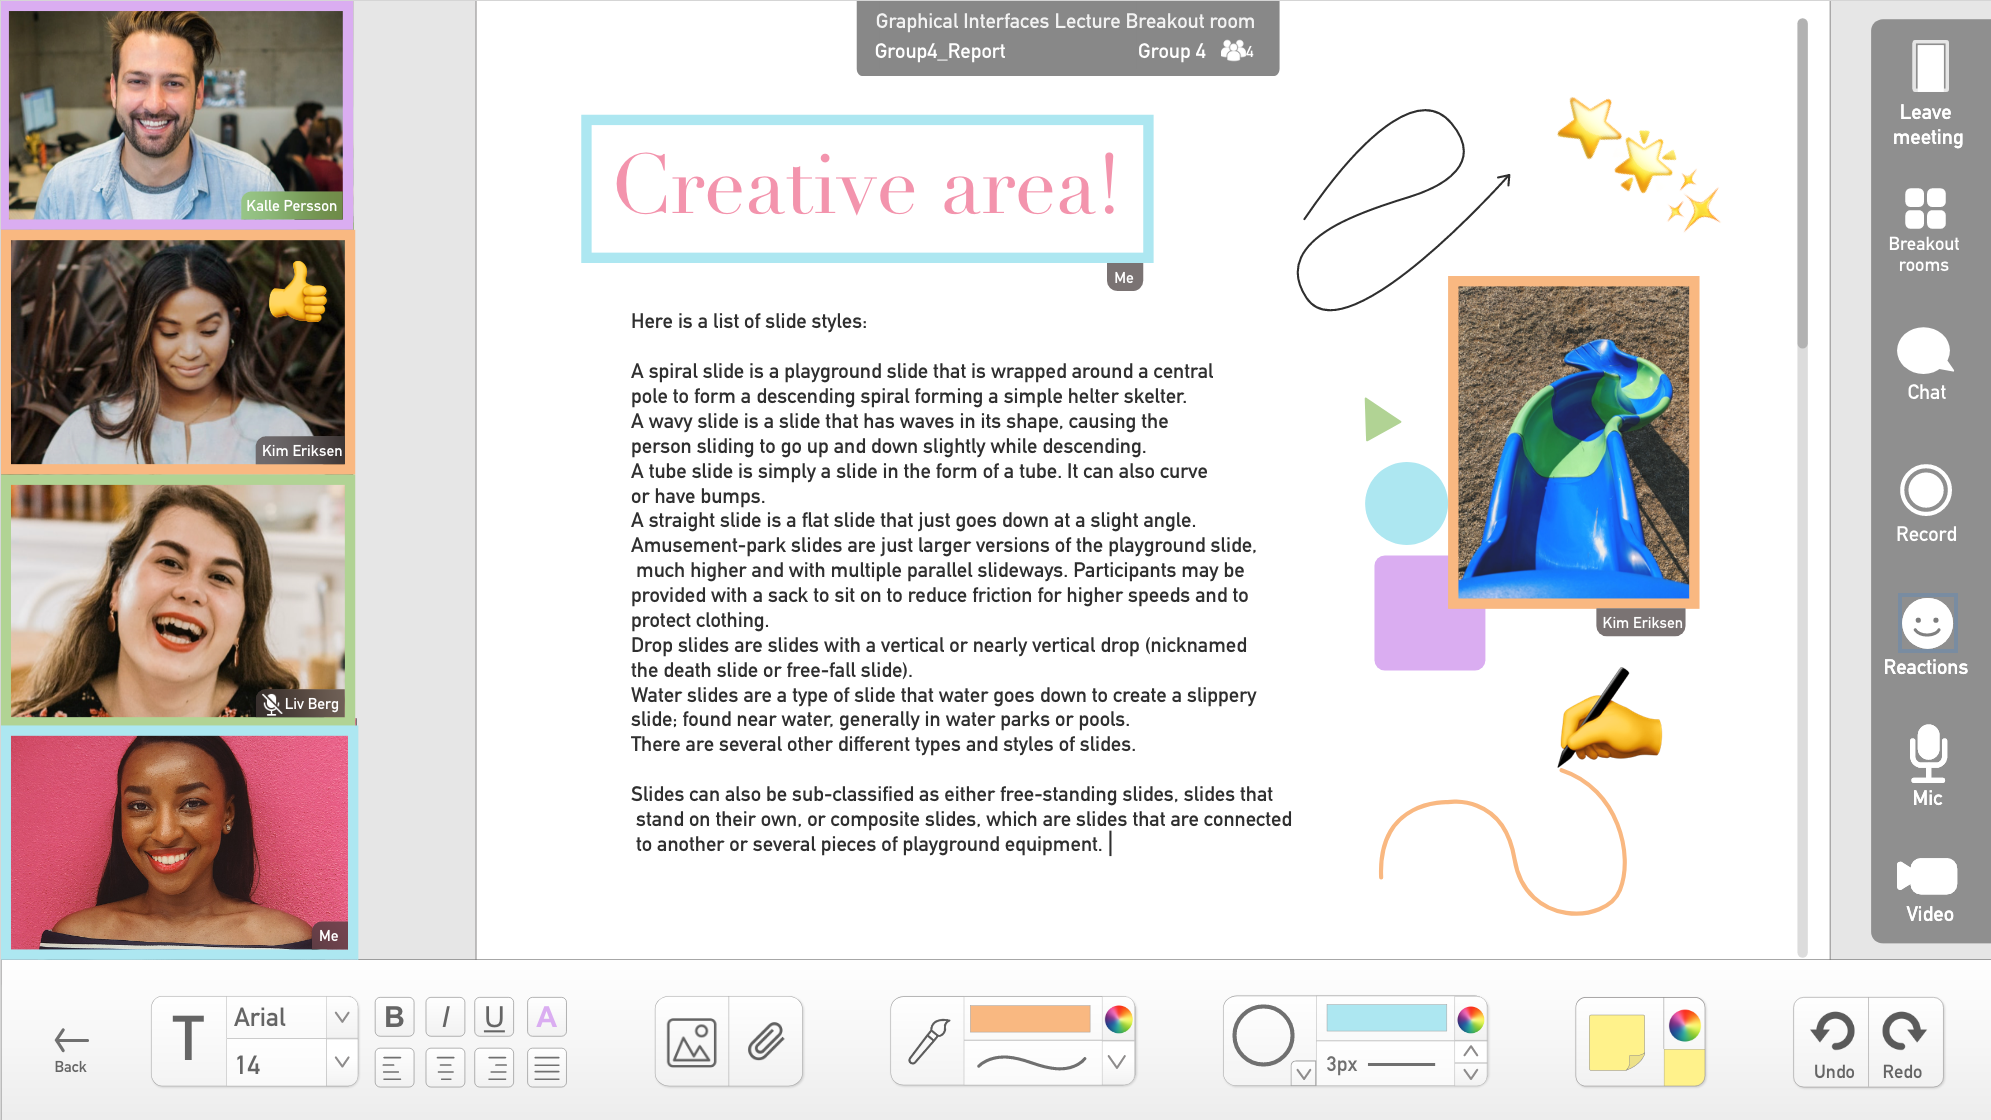 Graphical Interfaces Lecture Breakout room
Group4_Report
Group 4
4
Kalle Persson
Kim Eriksen
Liv Berg
Me
Creative area!
Me
Here is a list of slide styles:
A spiral slide is a playground slide that is wrapped around a central
pole to form a descending spiral forming a simple helter skelter.
A wavy slide is a slide that has waves in its shape, causing the
person sliding to go up and down slightly while descending.
A tube slide is simply a slide in the form of a tube. It can also curve
or have bumps.
A straight slide is a flat slide that just goes down at a slight angle.
Amusement-park slides are just larger versions of the playground slide,
much higher and with multiple parallel slideways. Participants may be
provided with a sack to sit on to reduce friction for higher speeds and to
protect clothing.
Drop slides are slides with a vertical or nearly vertical drop (nicknamed
the death slide or free-fall slide).
Water slides are a type of slide that water goes down to create a slippery
slide; found near water, generally in water parks or pools.
There are several other different types and styles of slides.
Slides can also be sub-classified as either free-standing slides, slides that
stand on their own, or composite slides, which are slides that are connected
to another or several pieces of playground equipment.
Kim Eriksen
Leave
meeting
Breakout
rooms
Chat
Record
Reactions
Mic
Video
Back
T
Arial
14
B
I
U
A
3px
Undo
Redo